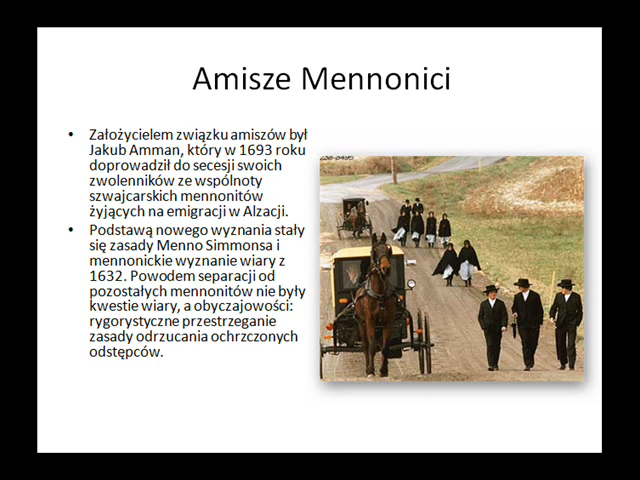 Amisze Mennonici
• Założycielem związku amiszów był
Jakub Amman, który w 1693 roku
doprowadził do secesji swoich
zwolenników ze wspólnoty
szwajcarskich mennonitów
żyjących na emigracji w Alzacji.
• Podstawą nowego wyznania stały
się zasady Menno Simmonsa i
mennonickie wyznanie wiary z
1632. Powodem separacji od
pozostałych mennonitów nie były
kwestie wiary, a obyczajowości:
rygorystyczne przestrzeganie
zasady odrzucania ochrzczonych
odstępców.